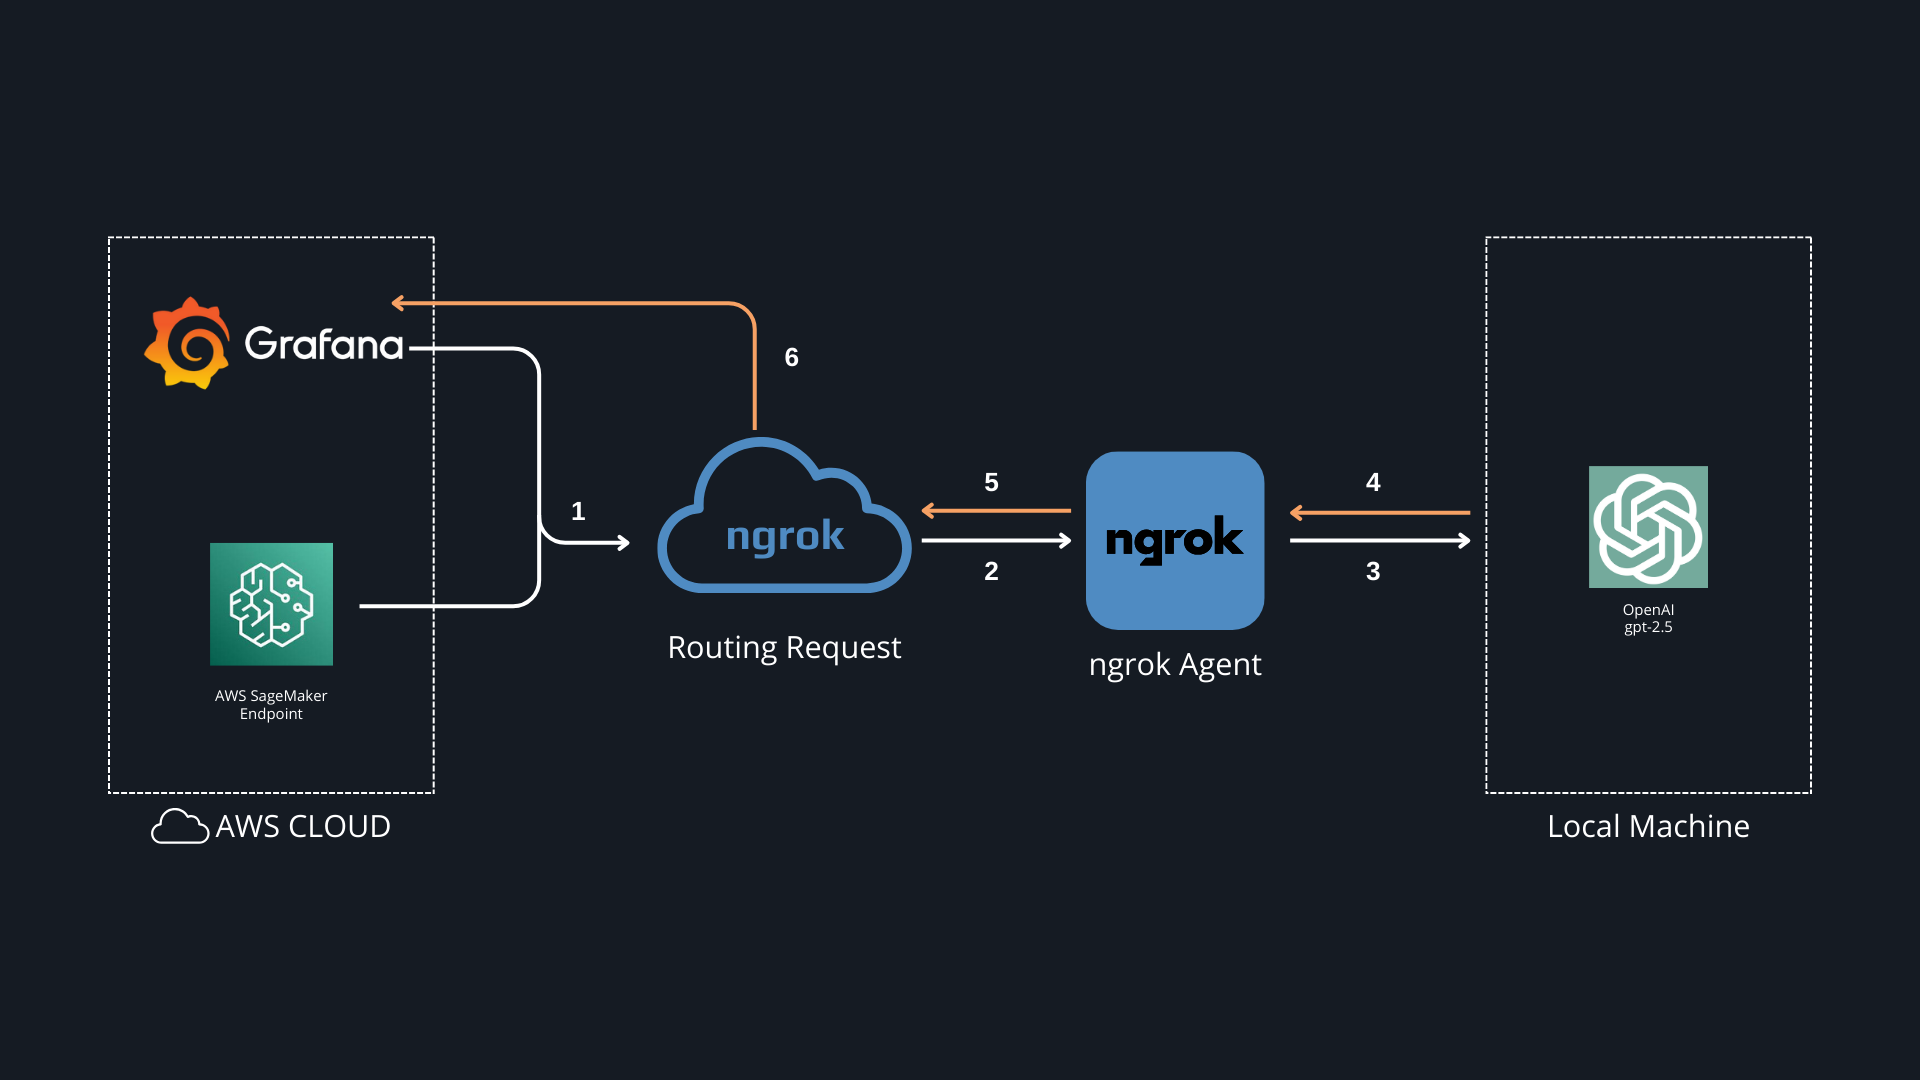 Grafana
6
1
5
4
ngrok
ngrok
2
3
OpenAI
gpt-2.5
Routing Request
ngrok Agent
AWS SageMaker
Endpoint
AWS CLOUD
Local Machine